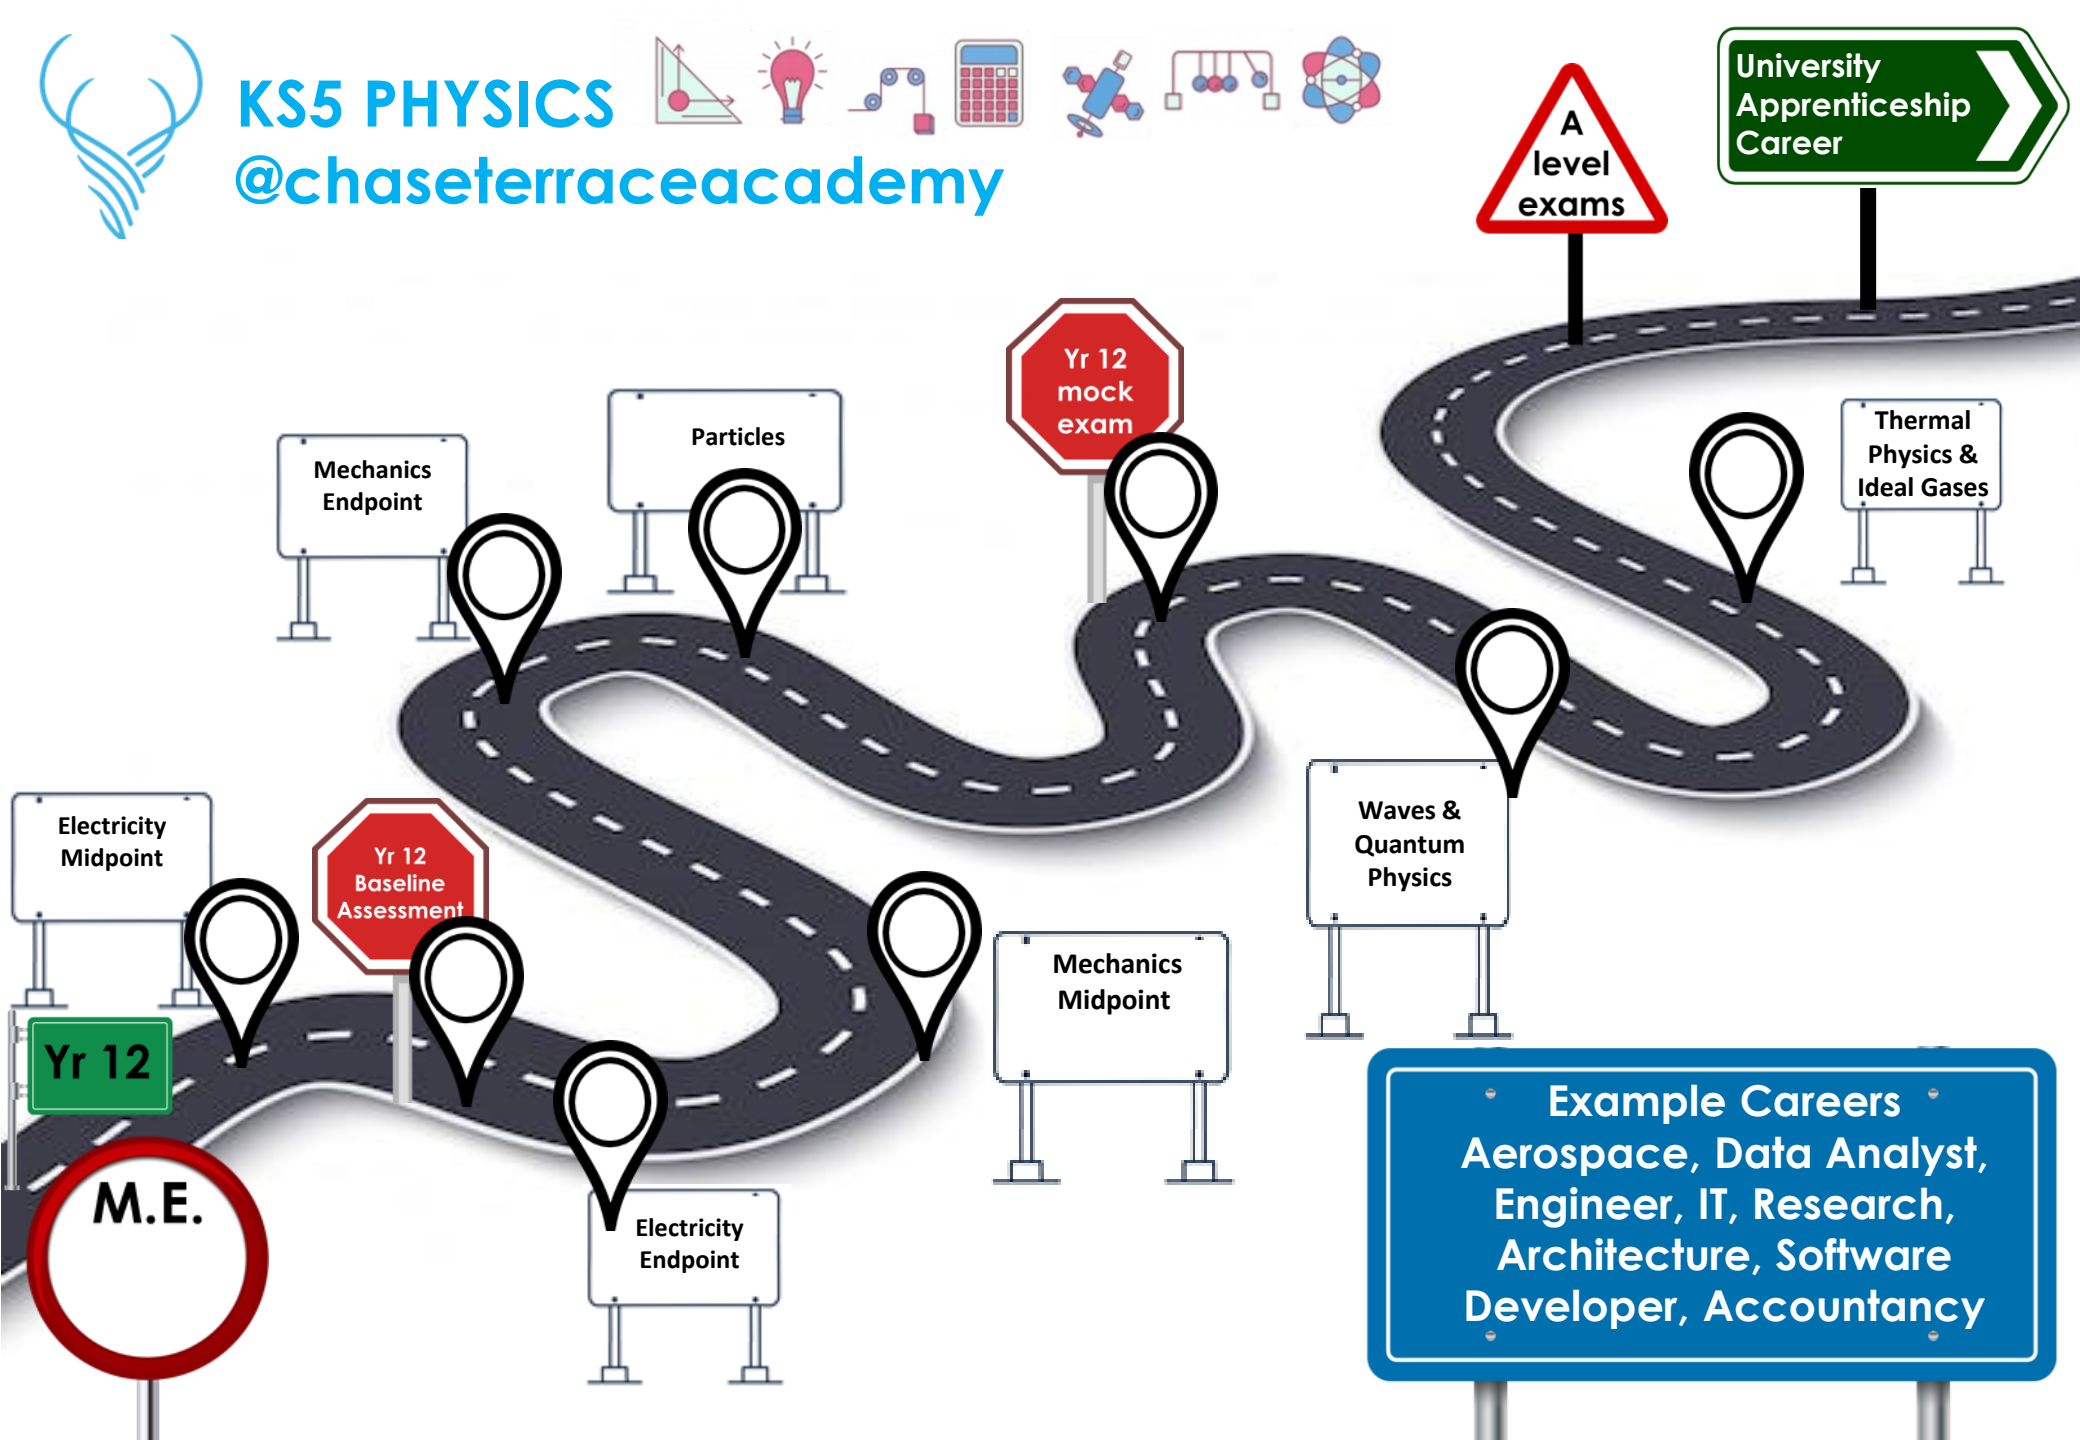 KS5 PHYSICS
@chaseterraceacademy
A
level
exams
University
Apprenticeship
Career
Yr 12
mock
exam
Particles
Mechanics
Endpoint
Thermal
Physics &
Ideal Gases
Electricity
Midpoint
Yr 12
Baseline
Assessment
Waves &
Quantum
Physics
Mechanics
Midpoint
Yr 12
M.E.
Electricity
Endpoint
Example Careers
Aerospace, Data Analyst,
Engineer, IT, Research,
Architecture, Software
Developer, Accountancy